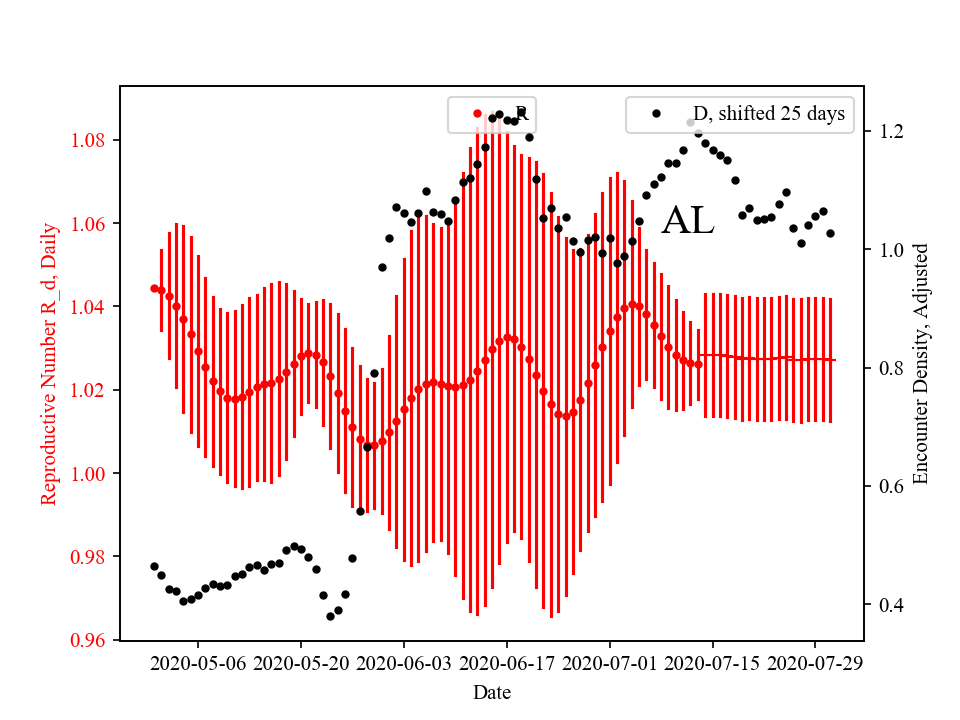 R
D, shifted 25 days
AL
Reproductive Number R_d, Daily
1.08
1.06
1.04
1.02
1.00
0.98
0.96
Encounter Density, Adjusted
1.2
1.0
0.8
0.6
0.4
2020-05-06 2020-05-20 2020-06-03 2020-06-17 2020-07-01 2020-07-15 2020-07-29
Date